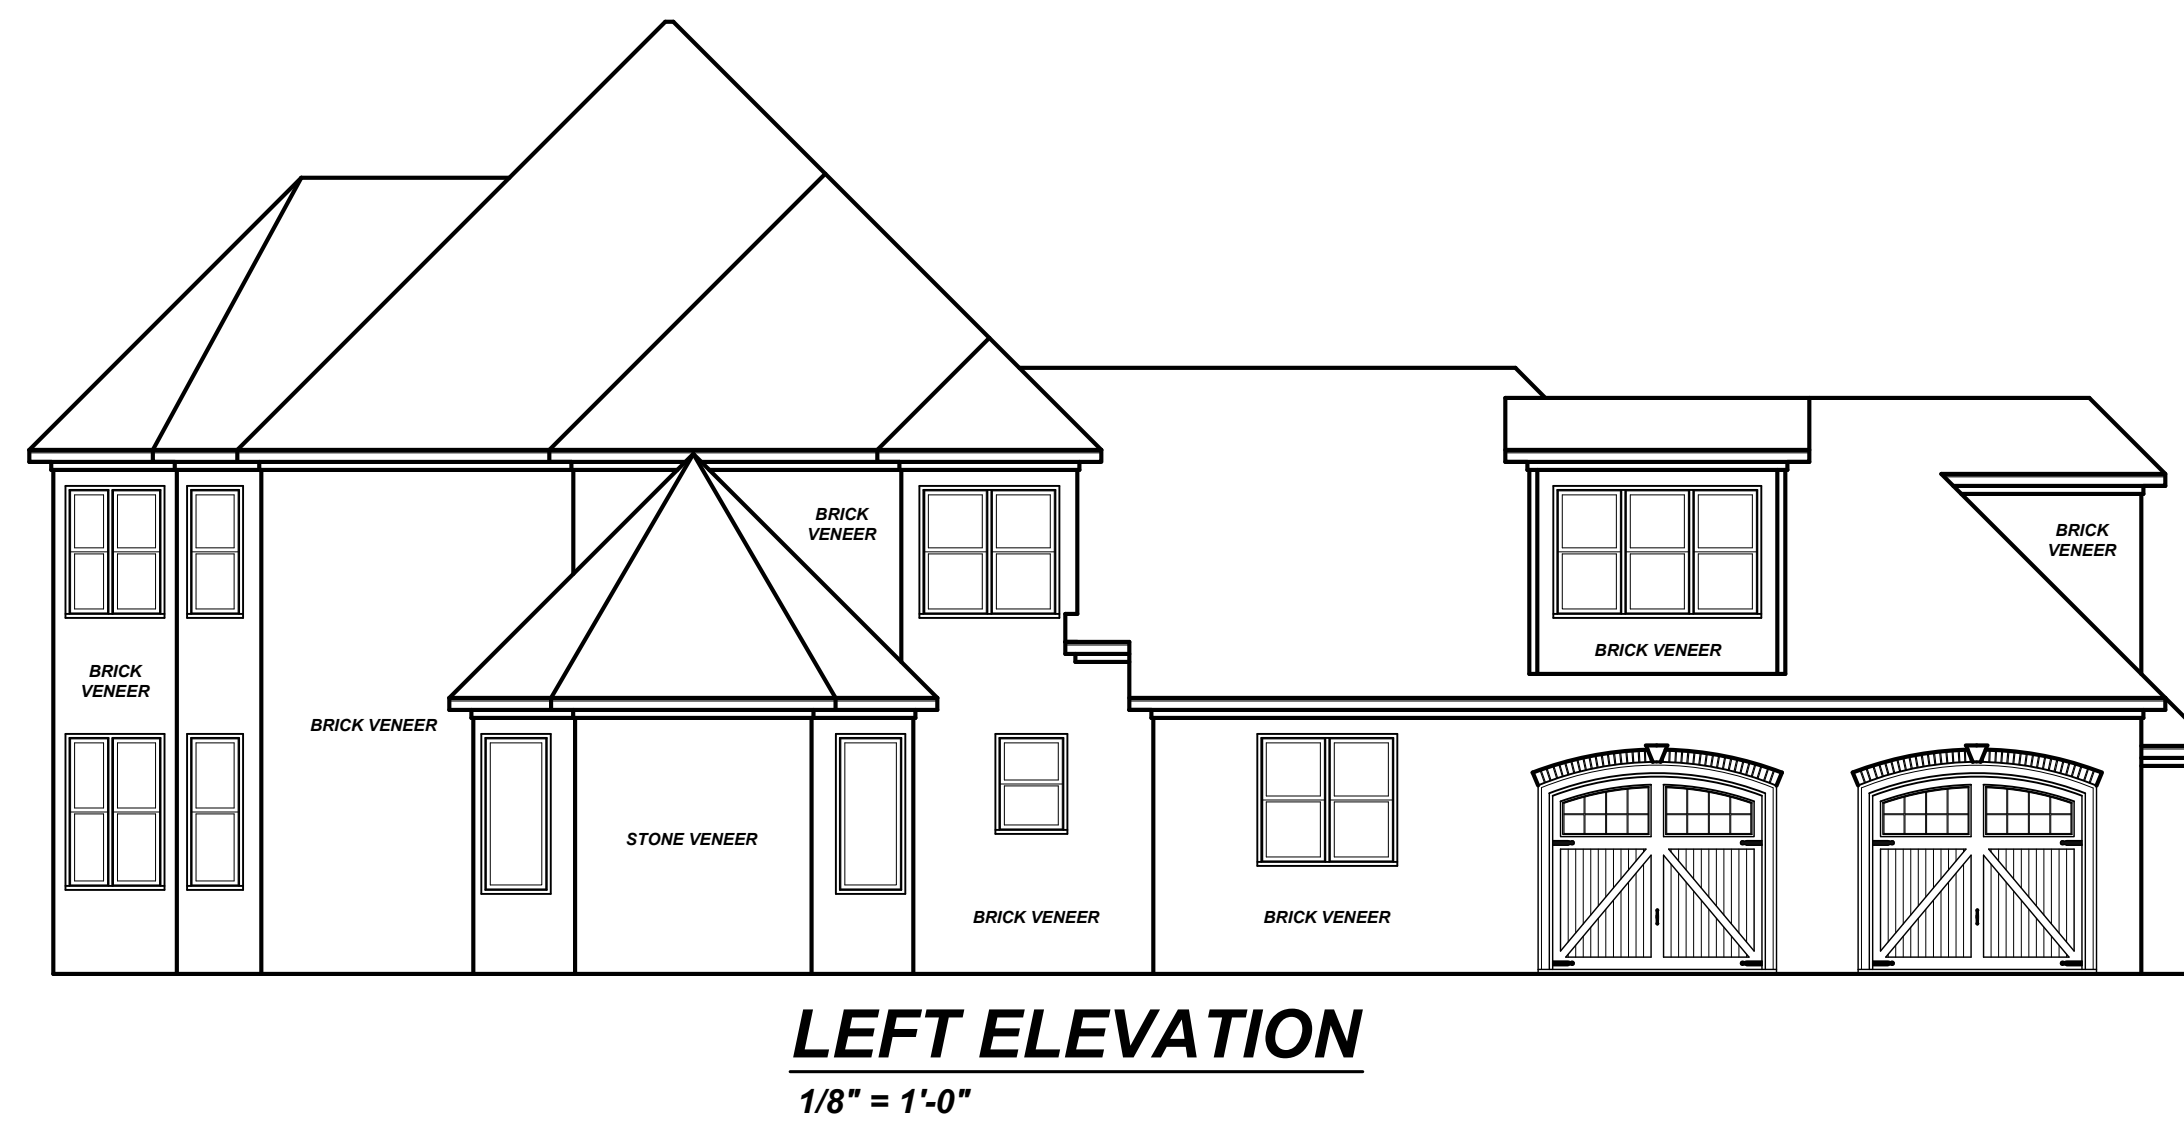 BRICK
VENEER
BRICK
VENEER
BRICK VENEER
BRICK
VENEER
BRICK VENEER
STONE VENEER
BRICK VENEER
BRICK VENEER
LEFT ELEVATION
1/8" = 1'-0"